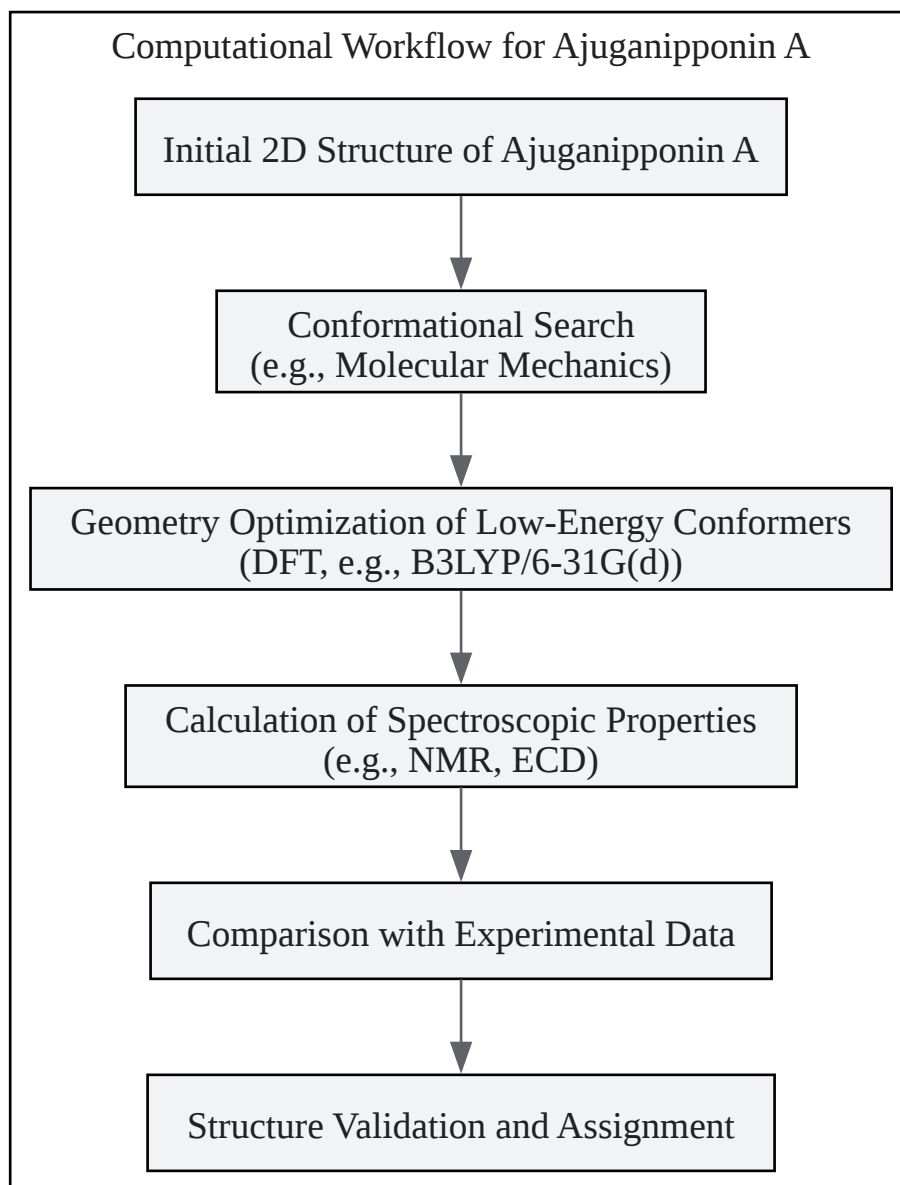 Computational Workflow for Ajuganipponin A
Initial 2D Structure of Ajuganipponin A
Conformational Search
(e.g., Molecular Mechanics)
Geometry Optimization of Low-Energy Conformers
(DFT, e.g., B3LYP/6-31G(d))
Calculation of Spectroscopic Properties
(e.g., NMR, ECD)
Comparison with Experimental Data
Structure Validation and Assignment